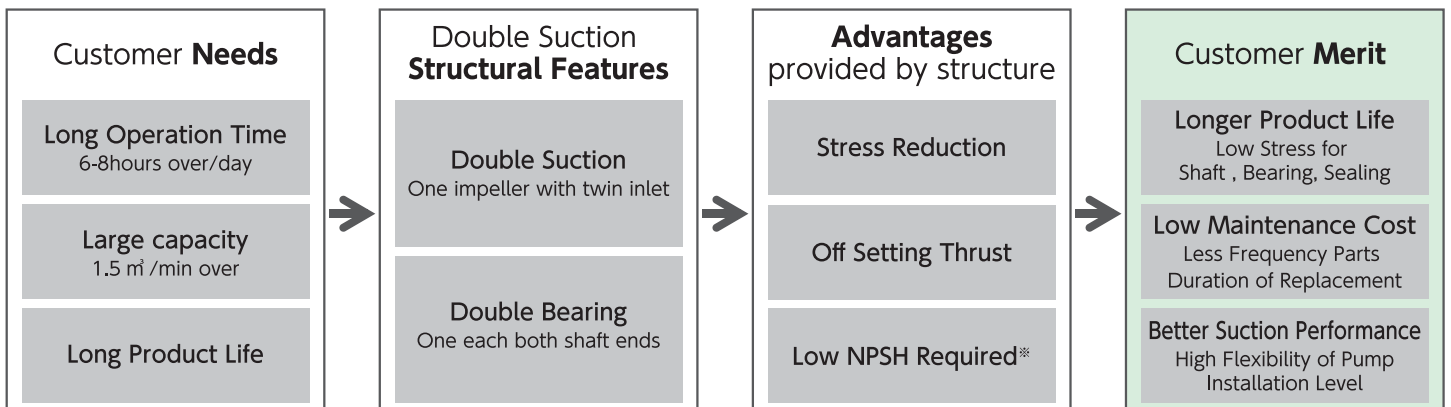 Customer Needs
Long Operation Time
6-8hours over/day
Large capacity
1.5 ㎥ /min over
Long Product Life
Double Suction
Structural Features
Double Suction
One impeller with twin inlet
Double Bearing
One each both shaft ends
Advantages
provided by structure
Stress Reduction
Off Setting Thrust
Low NPSH Required※
Customer Merit
Longer Product Life
Low Stress for
Shaft , Bearing, Sealing
Low Maintenance Cost
Less Frequency Parts
Duration of Replacement
Better Suction Performance
High Flexibility of Pump
Installation Level